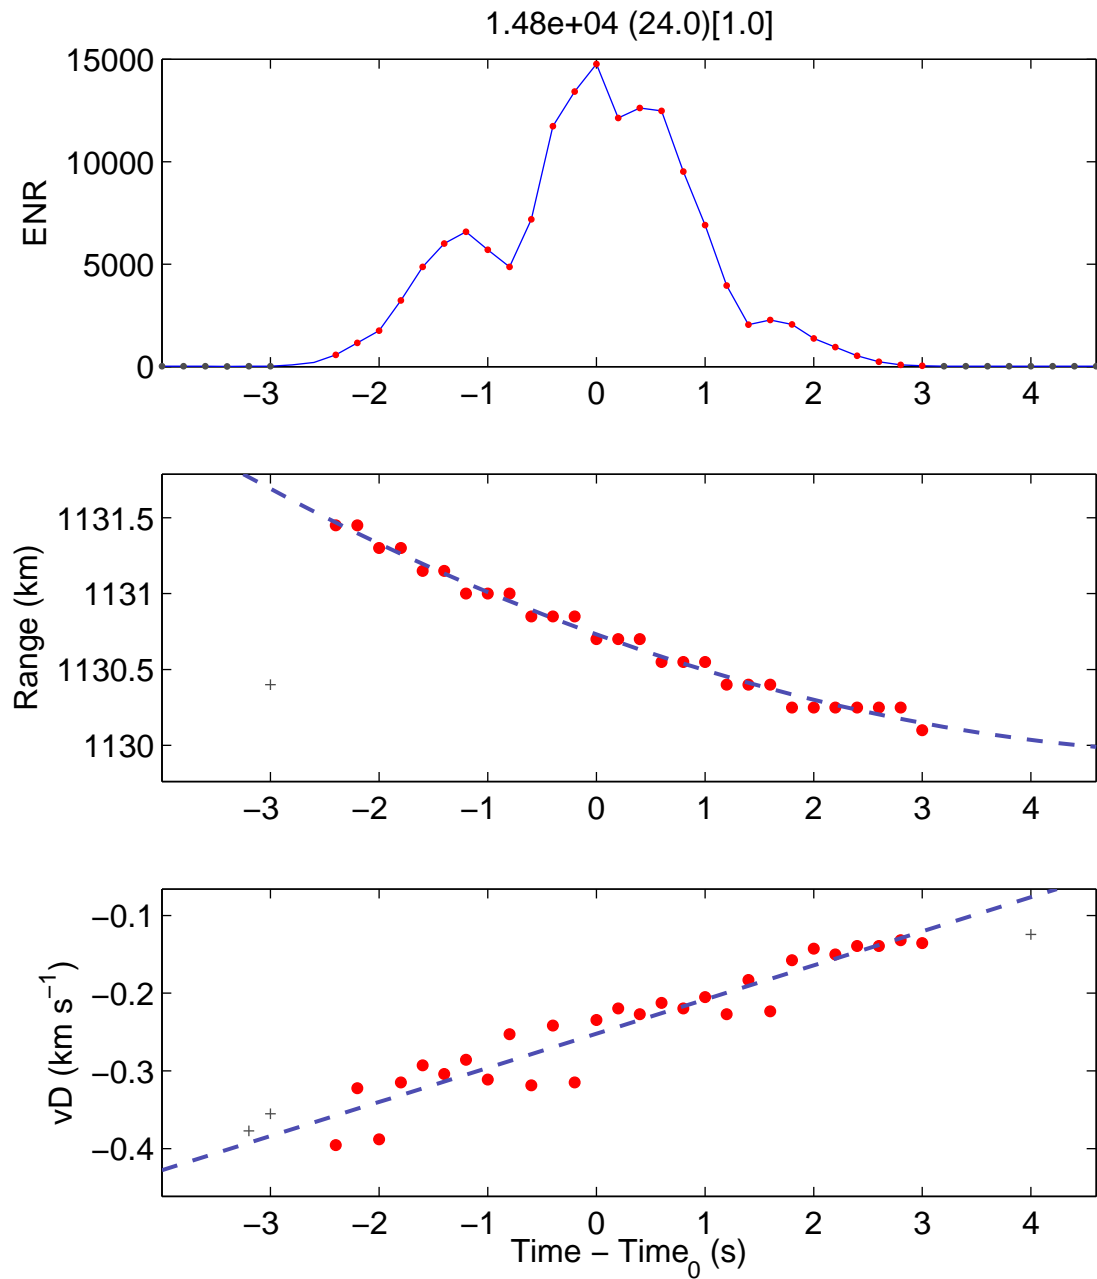 1.48e+04 (24.0)[1.0]
15000
10000
5000
0
ENR
−3 −2 −1 0 1 2 3 4
1131.5
1131
1130.5
1130
Range (km)
−3 −2 −1 0 1 2 3 4
−0.1
−0.2
−0.3
−0.4
vD (km s⁻¹)
−3 −2 −1 0 1 2 3 4
Time − Time₀ (s)